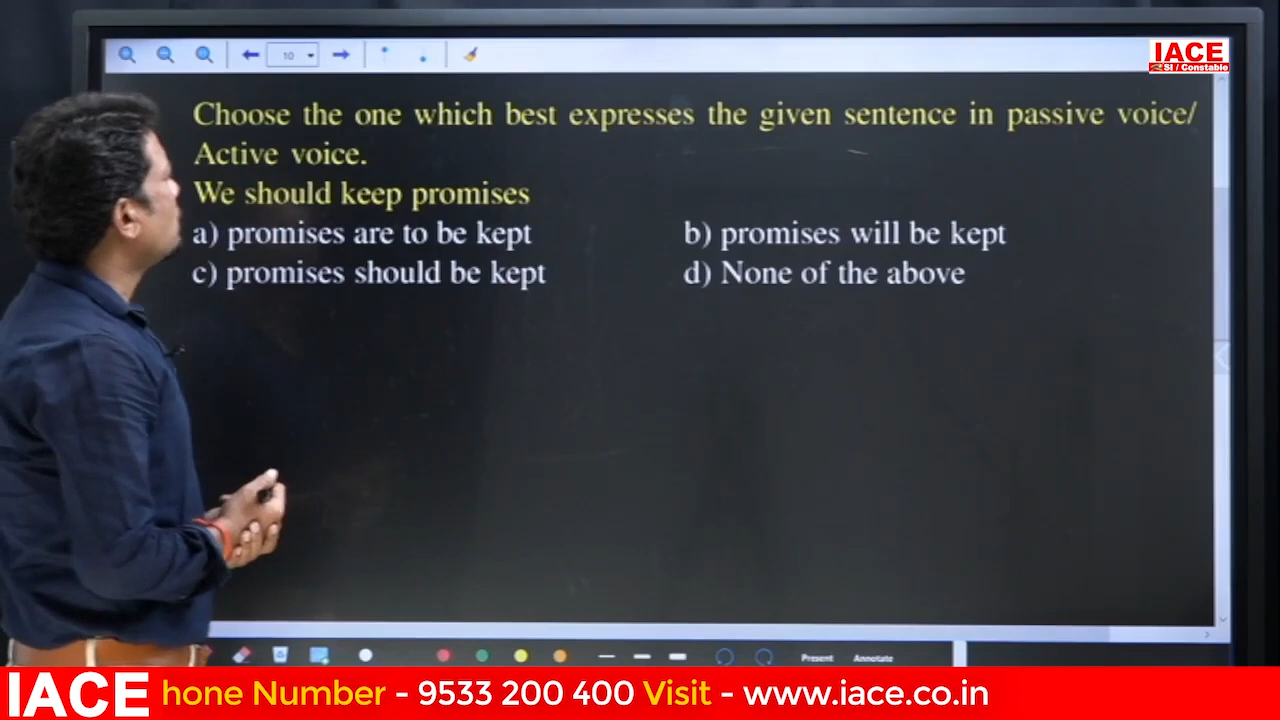 10
IACE
SI / Constable
Choose the one which best expresses the given sentence in passive voice/
Active voice.
We should keep promises
a) promises are to be kept
b) promises will be kept
c) promises should be kept
d) None of the above
Present
Annotate
IACE hone Number - 9533 200 400 Visit - www.iace.co.in